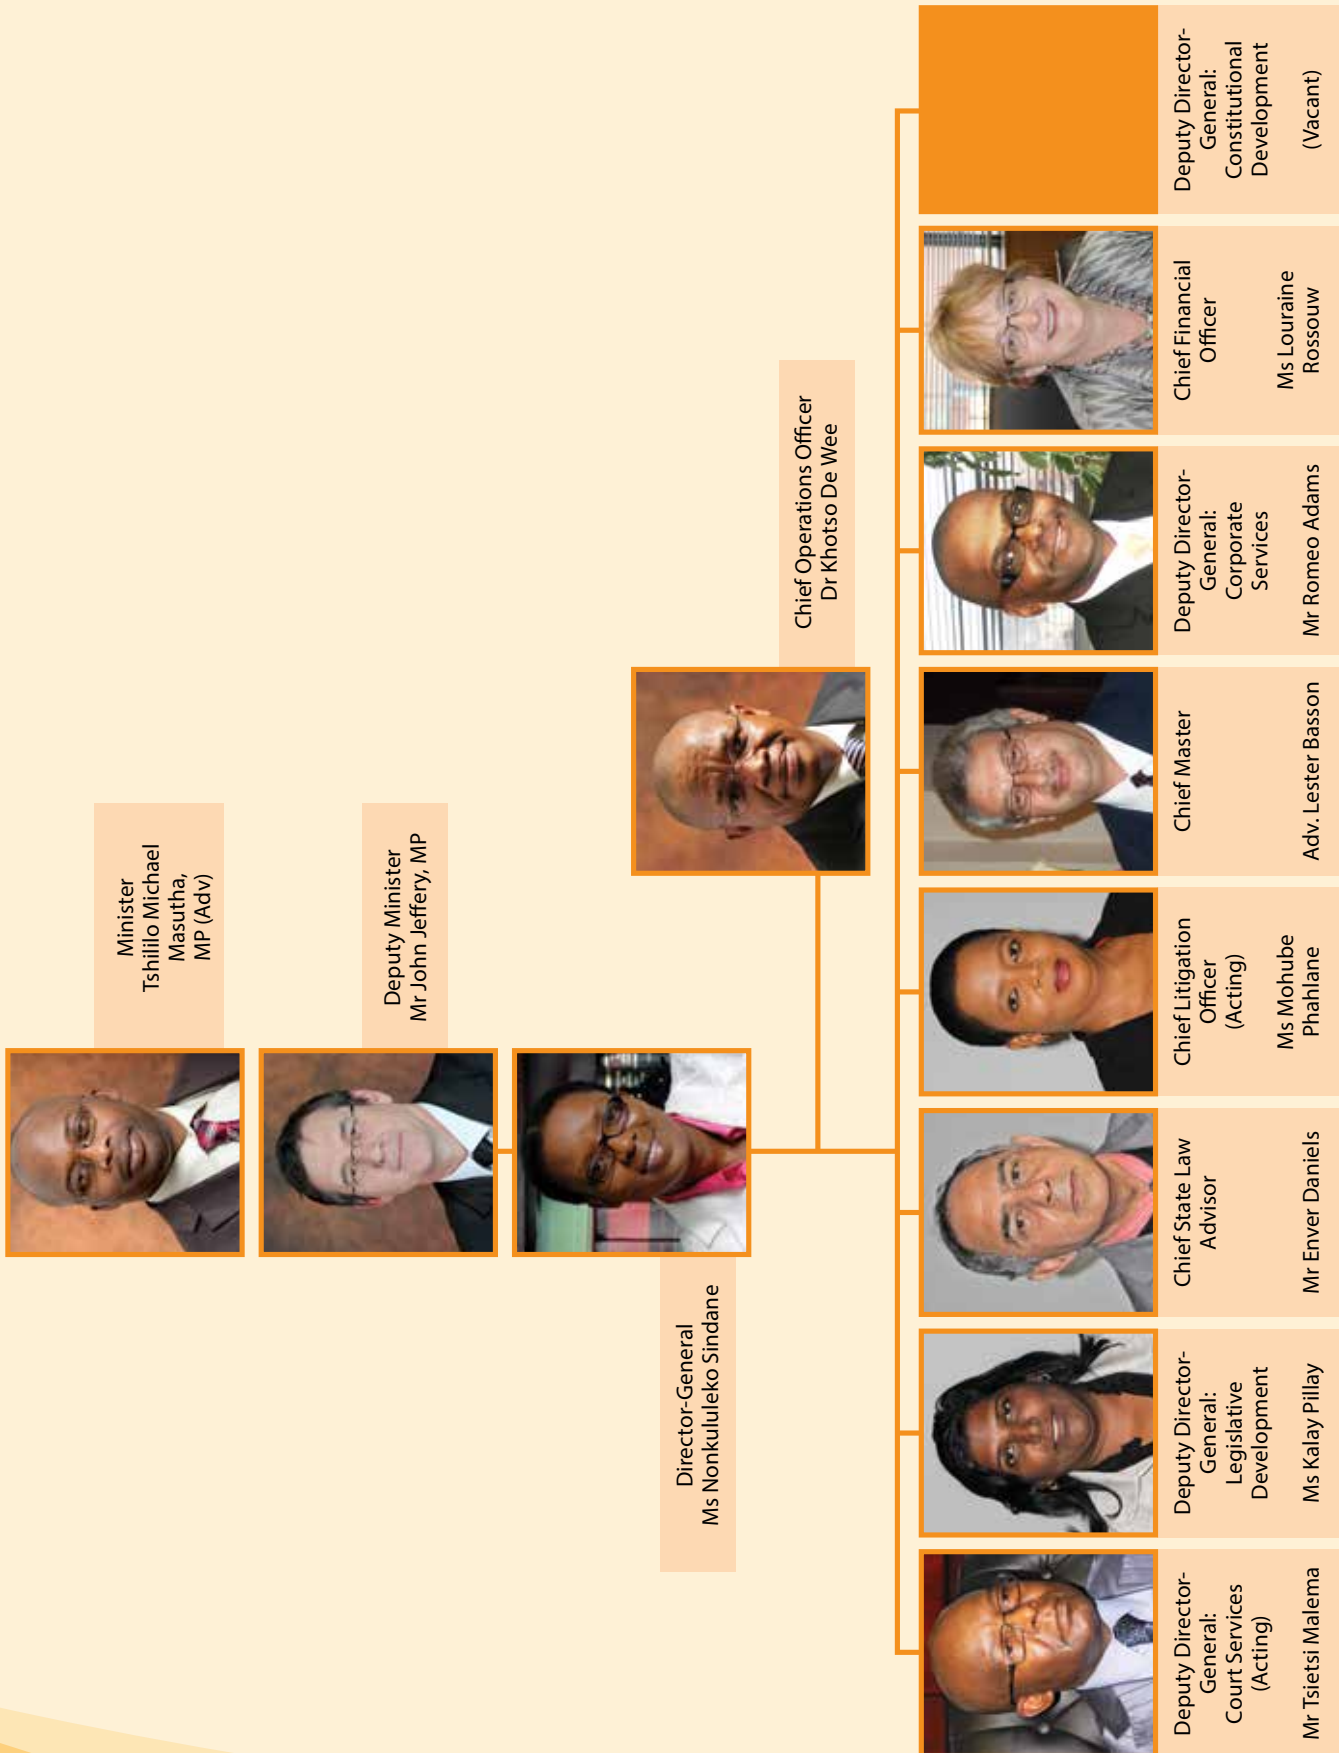 Minister
Tshililo Michael
Masutha,
MP (Adv)
Deputy Minister
Mr John Jeffery, MP
Director-General
Ms Nonkululeko Sindane
Chief Operations Officer
Dr Khotso De Wee
Deputy Director-
General:
Court Services
(Acting)
Mr Tsietsi Malema
Deputy Director-
General:
Legislative
Development
Ms Kalay Pillay
Chief State Law
Advisor
Mr Enver Daniels
Chief Litigation
Officer
(Acting)
Ms Mohube
Phahlane
Chief Master
Adv. Lester Basson
Deputy Director-
General:
Corporate
Services
Mr Romeo Adams
Chief Financial
Officer
Ms Louraine
Rossouw
Deputy Director-
General:
Constitutional
Development
(Vacant)